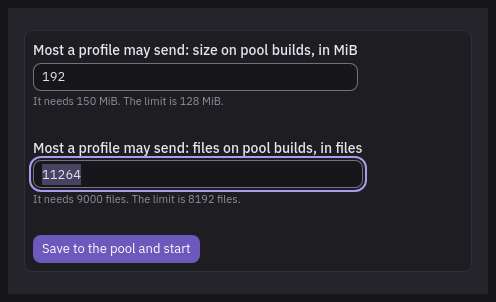 Most a profile may send: size on pool builds, in MiB
192
It needs 150 MiB. The limit is 128 MiB.
Most a profile may send: files on pool builds, in files
11264
It needs 9000 files. The limit is 8192 files.
Save to the pool and start